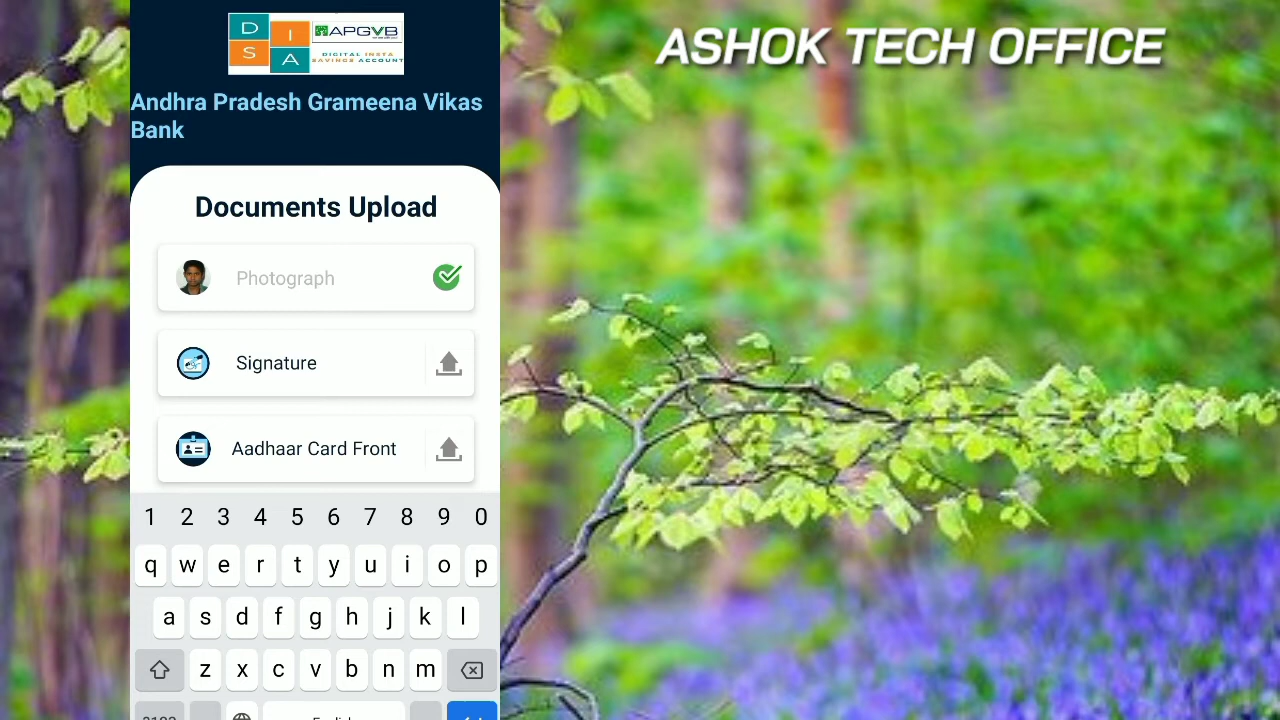 D
I
S
A
APGVB
DIGITAL INSTA
SAVINGS ACCOUNT
ASHOK TECH OFFICE
Andhra Pradesh Grameena Vikas
Bank
Documents Upload
Photograph
Signature
Aadhaar Card Front
1 2 3 4 5 6 7 8 9 0
q w e r t y u i o p
a s d f g h j k l
z x c v b n m